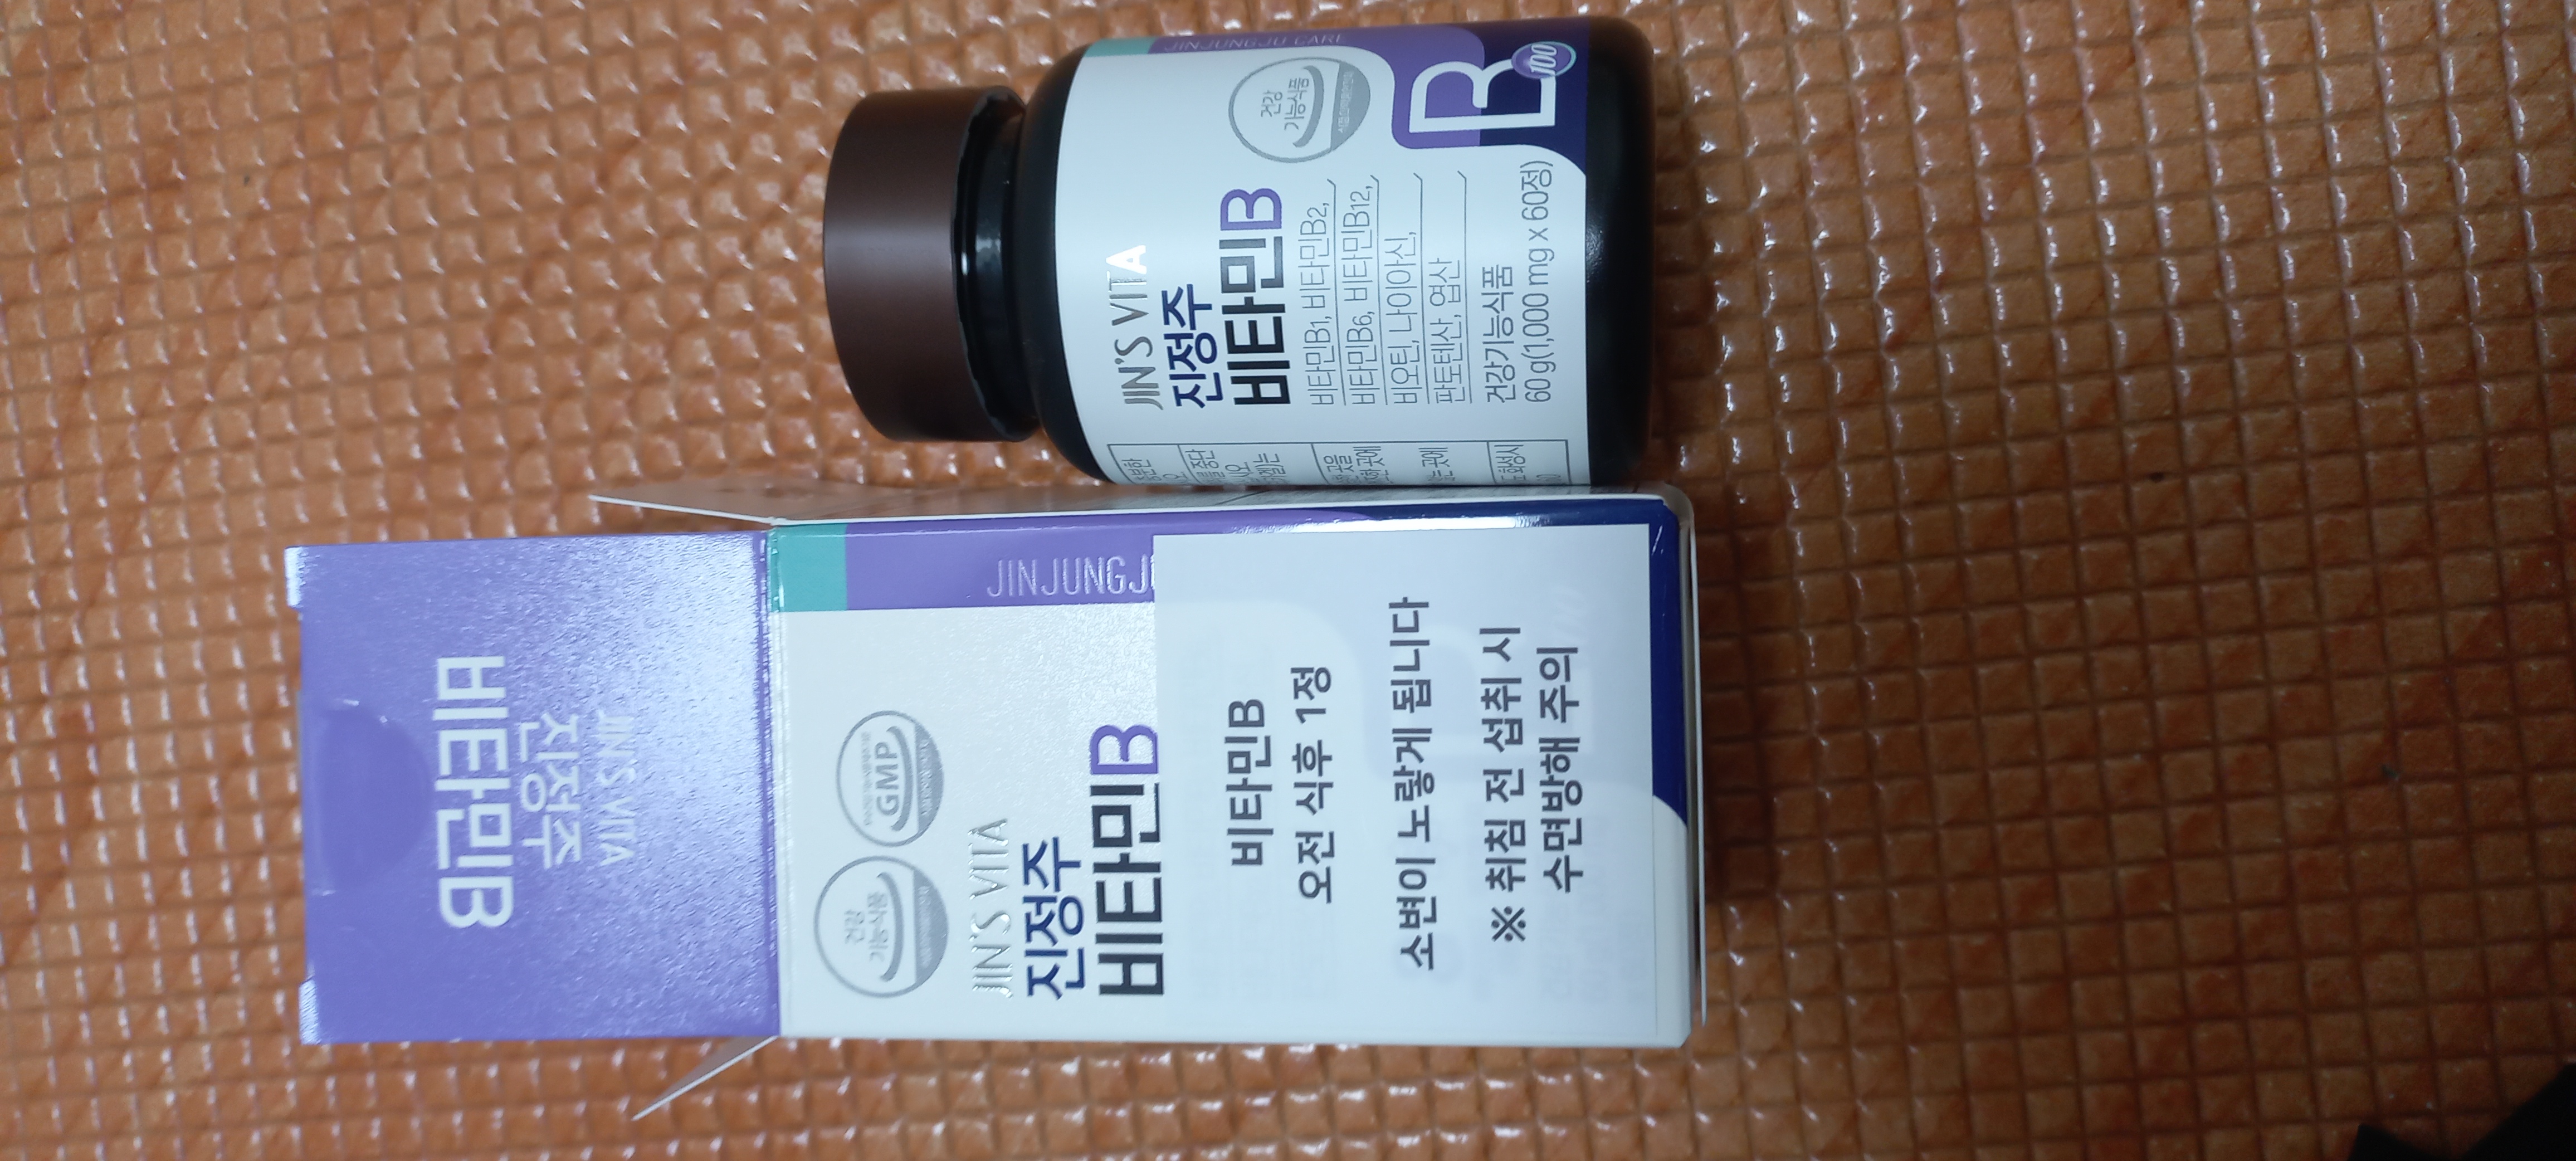 JINJUNGJU CARE
건강
기능식품
B
100
JIN'S VITA
진정주
비타민B
비타민B1, 비타민B2,
비타민B6, 비타민B12,
비오틴, 나이아신,
판토텐산, 엽산
건강기능식품
60 g(1,000 mg x 60정)
JIN'S VITA
진정주
비타민B
JINJUNGJ
건강
기능식품
GMP
JIN'S VITA
진정주
비타민B
비타민B
오전 식후 1정
소변이 노랗게 됩니다
※ 취침 전 섭취 시
수면방해 주의